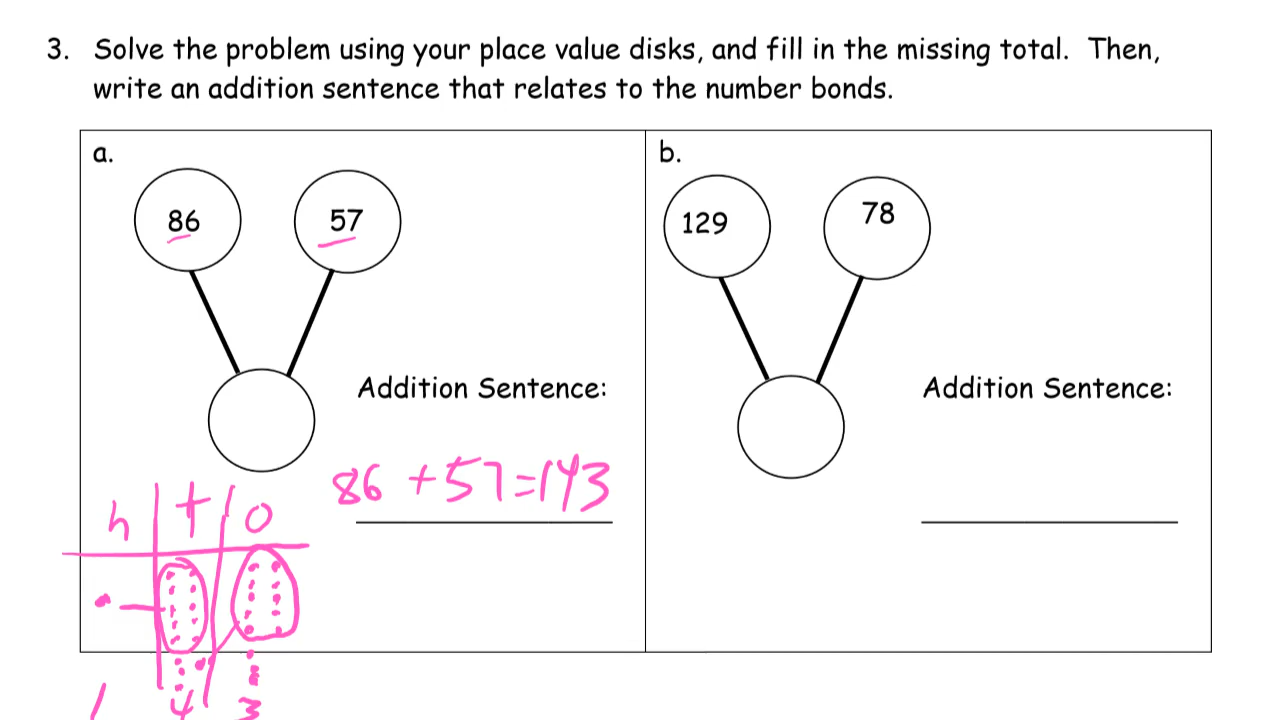 3. Solve the problem using your place value disks, and fill in the missing total. Then,
write an addition sentence that relates to the number bonds.
a.
86
57
Addition Sentence:
86 + 57 = 143
h t o
1 4 3
b.
129
78
Addition Sentence: